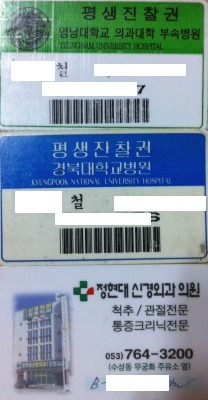 평생진찰권
영남대학교 의과대학 부속병원
YEUNGNAM UNIVERSITY HOSPITAL
철
7
평생진찰권
경북대학교병원
KYUNGPOOK NATIONAL UNIVERSITY HOSPITAL
철
S
정현대 신경외과 의원
척추 / 관절전문
통증크리닉전문
053) 764-3200
(수성동 무궁화 주유소 옆)